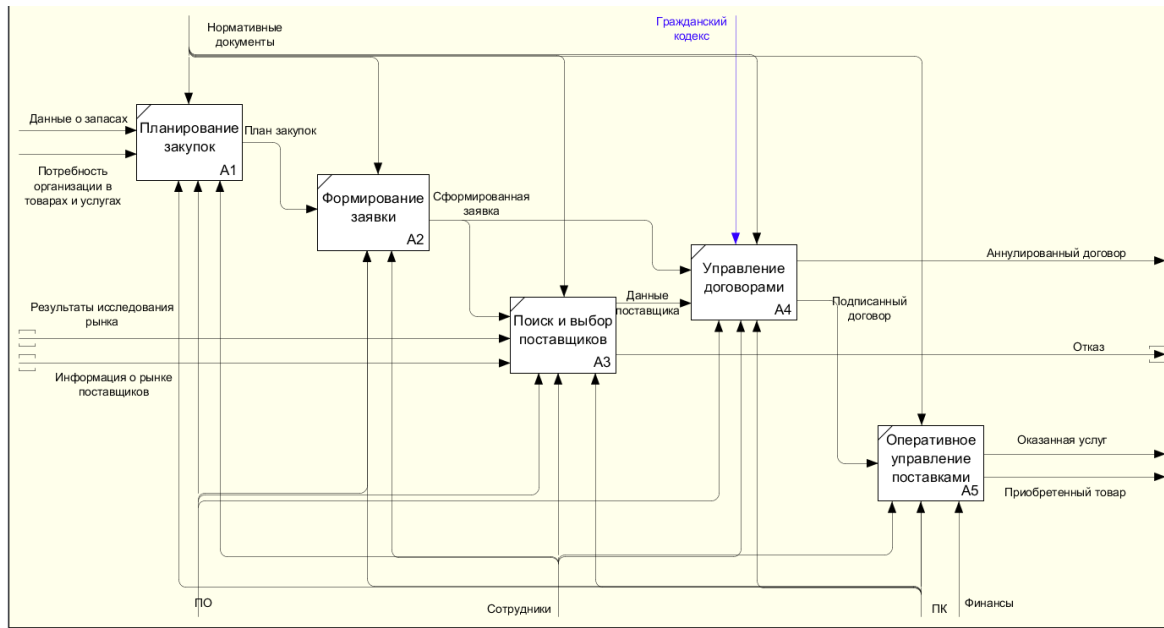 Нормативные
документы
Гражданский
кодекс
Данные о запасах
Планирование
закупок
A1
План закупок
Потребность
организации в
товарах и услугах
Формирование
заявки
A2
Сформированная
заявка
Управление
договорами
A4
Аннулированный договор
Результаты исследования
рынка
Поиск и выбор
поставщиков
A3
Данные
поставщика
Подписанный
договор
Отказ
Информация о рынке
поставщиков
Оперативное
управление
поставками
A5
Оказанная услуг
Приобретенный товар
ПО
Сотрудники
ПК
Финансы